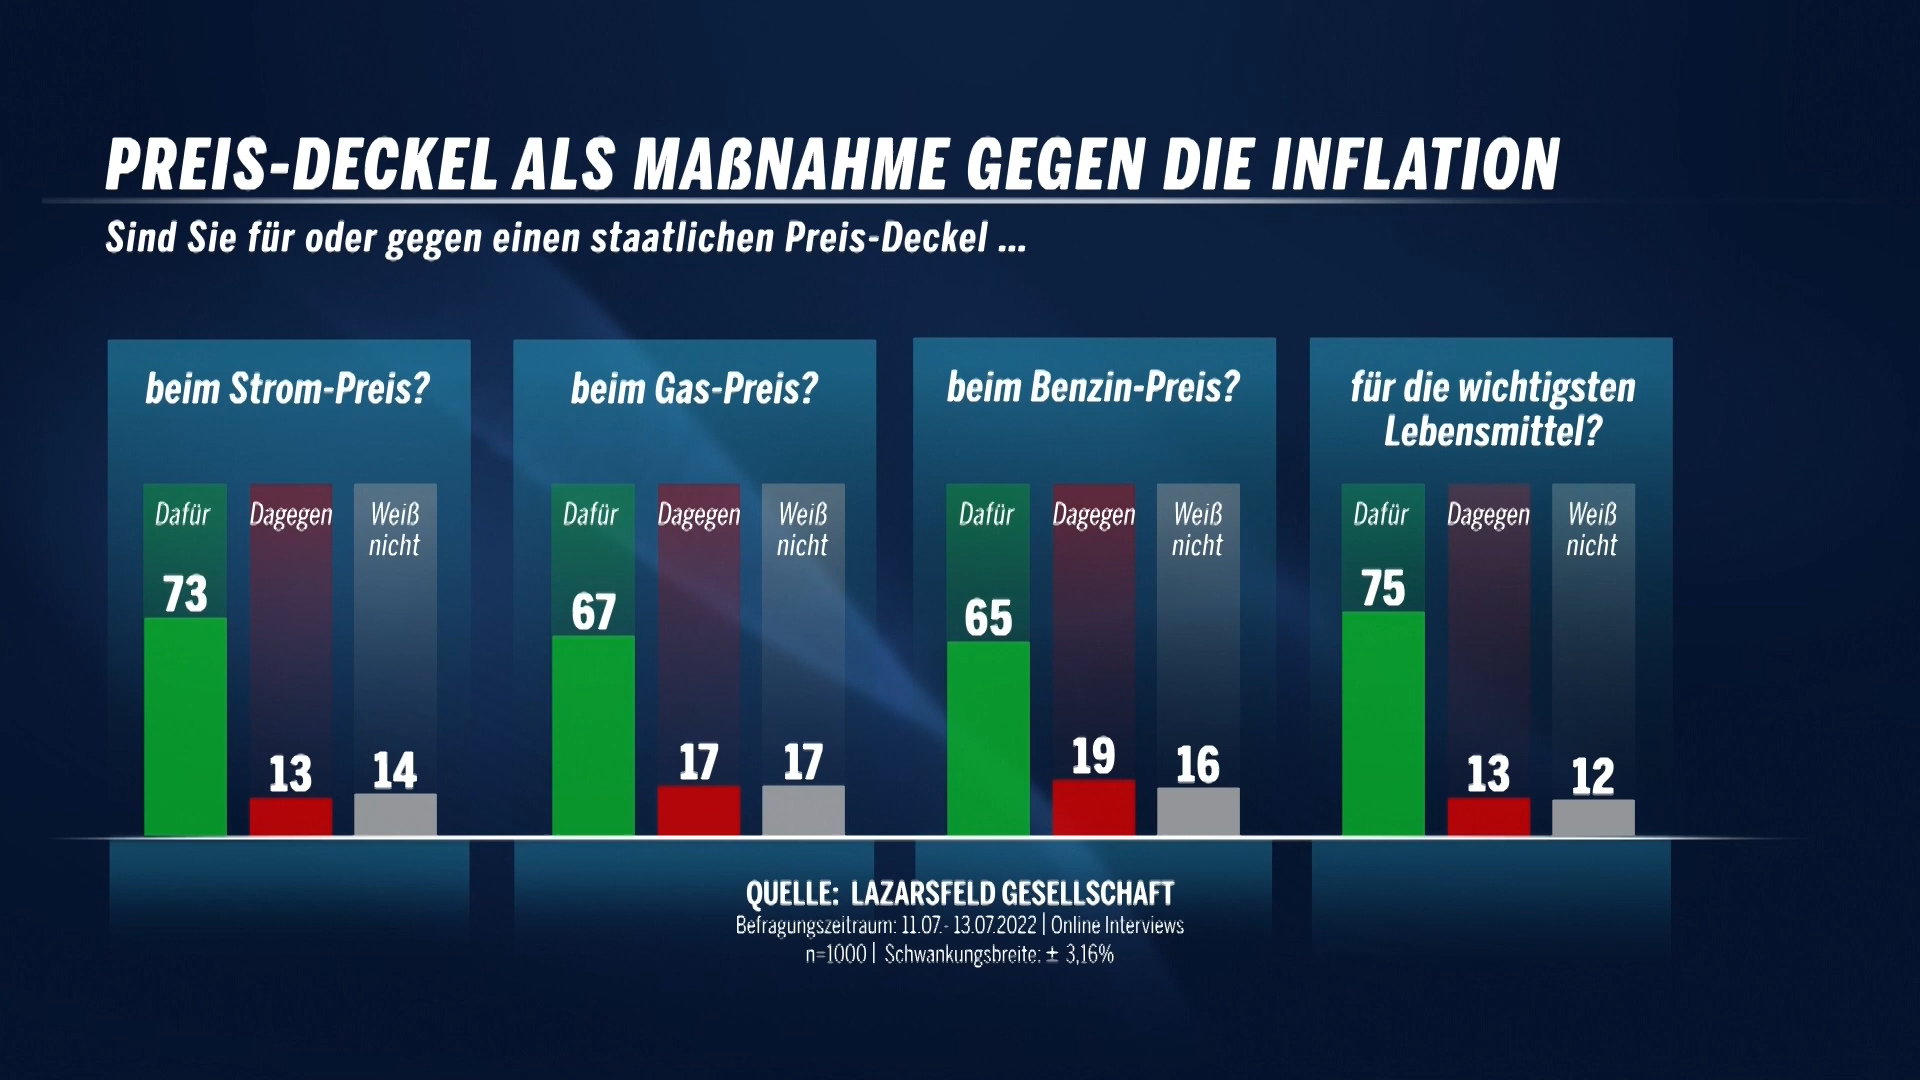 PREIS-DECKEL ALS MAßNAHME GEGEN DIE INFLATION
Sind Sie für oder gegen einen staatlichen Preis-Deckel ...
beim Strom-Preis?
Dafür Dagegen Weiß
nicht
73 13 14
beim Gas-Preis?
Dafür Dagegen Weiß
nicht
67 17 17
beim Benzin-Preis?
Dafür Dagegen Weiß
nicht
65 19 16
für die wichtigsten
Lebensmittel?
Dafür Dagegen Weiß
nicht
75 13 12
QUELLE: LAZARSFELD GESELLSCHAFT
Befragungszeitraum: 11.07.- 13.07.2022 | Online Interviews
n=1000 | Schwankungsbreite: ± 3,16%